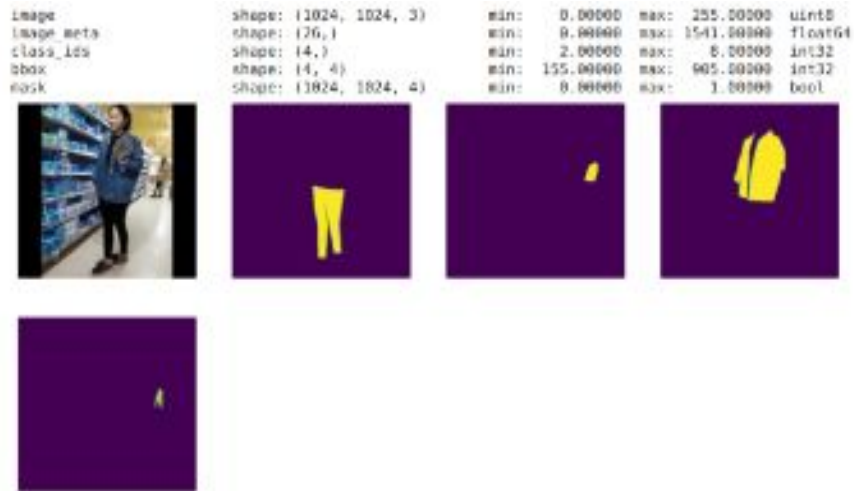 image shape: (1024, 1024, 3) min: 0.00000 max: 255.00000 uint8
image_meta shape: (26,) min: 0.00000 max: 1541.00000 float64
class_ids shape: (4,) min: 2.00000 max: 8.00000 int32
bbox shape: (4, 4) min: 155.00000 max: 905.00000 int32
mask shape: (1024, 1024, 4) min: 0.00000 max: 1.00000 bool